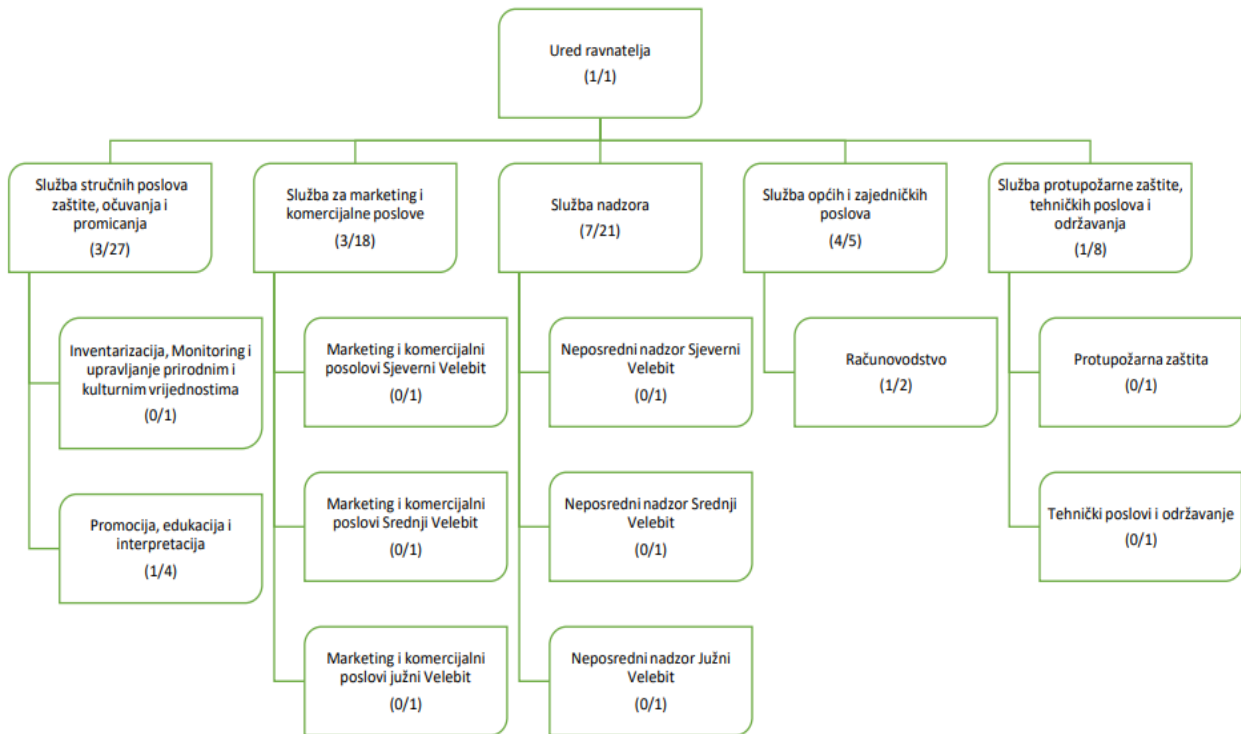 Ured ravnatelja
(1/1)
Služba stručnih poslova
zaštite, očuvanja i
promicanja
(3/27)
Služba za marketing i
komercijalne poslove
(3/18)
Služba nadzora
(7/21)
Služba općih i zajedničkih
poslova
(4/5)
Služba protupožarne zaštite,
tehničkih poslova i
održavanja
(1/8)
Inventarizacija, Monitoring i
upravljanje prirodnim i
kulturnim vrijednostima
(0/1)
Promocija, edukacija i
interpretacija
(1/4)
Marketing i komercijalni
posolovi Sjeverni Velebit
(0/1)
Marketing i komercijalni
poslovi Srednji Velebit
(0/1)
Marketing i komercijalni
poslovi južni Velebit
(0/1)
Neposredni nadzor Sjeverni
Velebit
(0/1)
Neposredni nadzor Srednji
Velebit
(0/1)
Neposredni nadzor Južni
Velebit
(0/1)
Računovodstvo
(1/2)
Protupožarna zaštita
(0/1)
Tehnički poslovi i održavanje
(0/1)